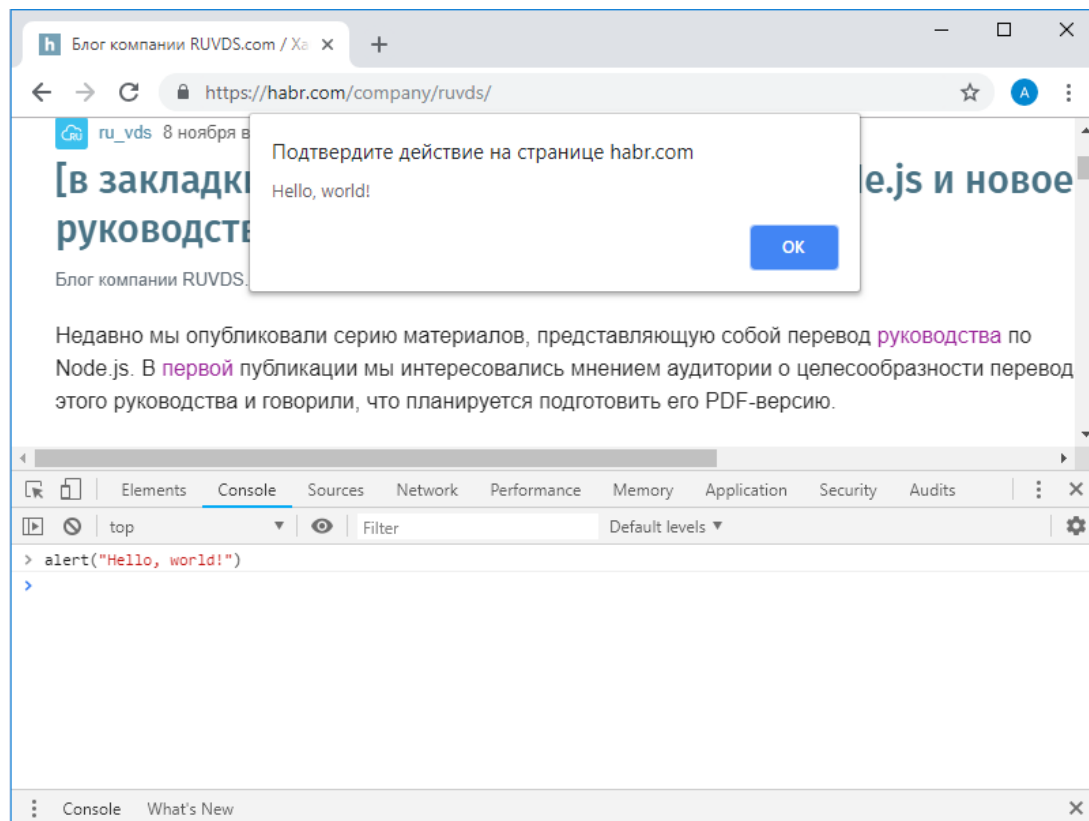 h Блог компании RUVDS.com / Ха
https://habr.com/company/ruvds/
A
RU ru_vds 8 ноября в
Подтвердите действие на странице habr.com
Hello, world!
OK
[в закладки e.js и новое
руководств
Блог компании RUVDS.
Недавно мы опубликовали серию материалов, представляющую собой перевод руководства по
Node.js. В первой публикации мы интересовались мнением аудитории о целесообразности перевод
этого руководства и говорили, что планируется подготовить его PDF-версию.
Elements Console Sources Network Performance Memory Application Security Audits
top Filter Default levels
> alert("Hello, world!")
>
Console What's New